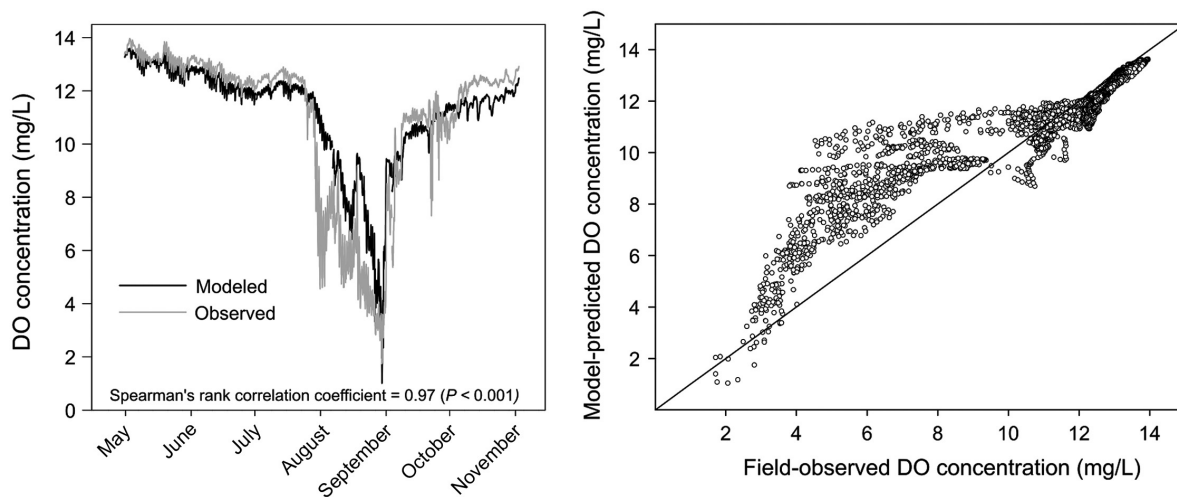 DO concentration (mg/L)
14
12
10
8
6
4
2
0
Modeled
Observed
Spearman's rank correlation coefficient = 0.97 (P < 0.001)
May
June
July
August
September
October
November
Model-predicted DO concentration (mg/L)
14
12
10
8
6
4
2
2
4
6
8
10
12
14
Field-observed DO concentration (mg/L)